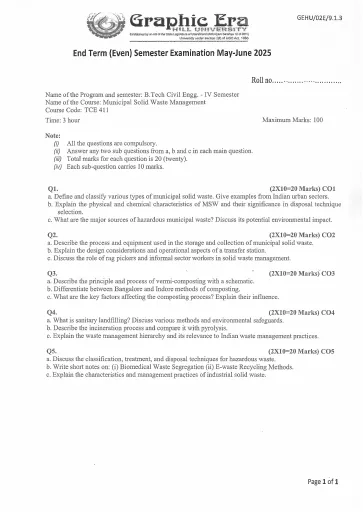 GEHU/02E/9.1.3
Graphic Era
HILL UNIVERSITY
End Term (Even) Semester Examination May-June 2025
Roll no.............................
Name of the Program and semester: B.Tech Civil Engg. - IV Semester
Name of the Course: Municipal Solid Waste Management
Course Code: TCE 411
Time: 3 hour Maximum Marks: 100
Note:
(i) All the questions are compulsory.
(ii) Answer any two sub questions from a, b and c in each main question.
(iii) Total marks for each question is 20 (twenty).
(iv) Each sub-question carries 10 marks.
Q1. (2X10=20 Marks) CO1
a. Define and classify various types of municipal solid waste. Give examples from Indian urban sectors.
b. Explain the physical and chemical characteristics of MSW and their significance in disposal technique
selection.
c. What are the major sources of hazardous municipal waste? Discuss its potential environmental impact.
Q2. (2X10=20 Marks) CO2
a. Describe the process and equipment used in the storage and collection of municipal solid waste.
b. Explain the design considerations and operational aspects of a transfer station.
c. Discuss the role of rag pickers and informal sector workers in solid waste management.
Q3. (2X10=20 Marks) CO3
a. Describe the principle and process of vermi-composting with a schematic.
b. Differentiate between Bangalore and Indore methods of composting.
c. What are the key factors affecting the composting process? Explain their influence.
Q4. (2X10=20 Marks) CO4
a. What is sanitary landfilling? Discuss various methods and environmental safeguards.
b. Describe the incineration process and compare it with pyrolysis.
c. Explain the waste management hierarchy and its relevance to Indian waste management practices.
Q5. (2X10=20 Marks) CO5
a. Discuss the classification, treatment, and disposal techniques for hazardous waste.
b. Write short notes on: (i) Biomedical Waste Segregation (ii) E-waste Recycling Methods.
c. Explain the characteristics and management practices of industrial solid waste.
Page 1 of 1